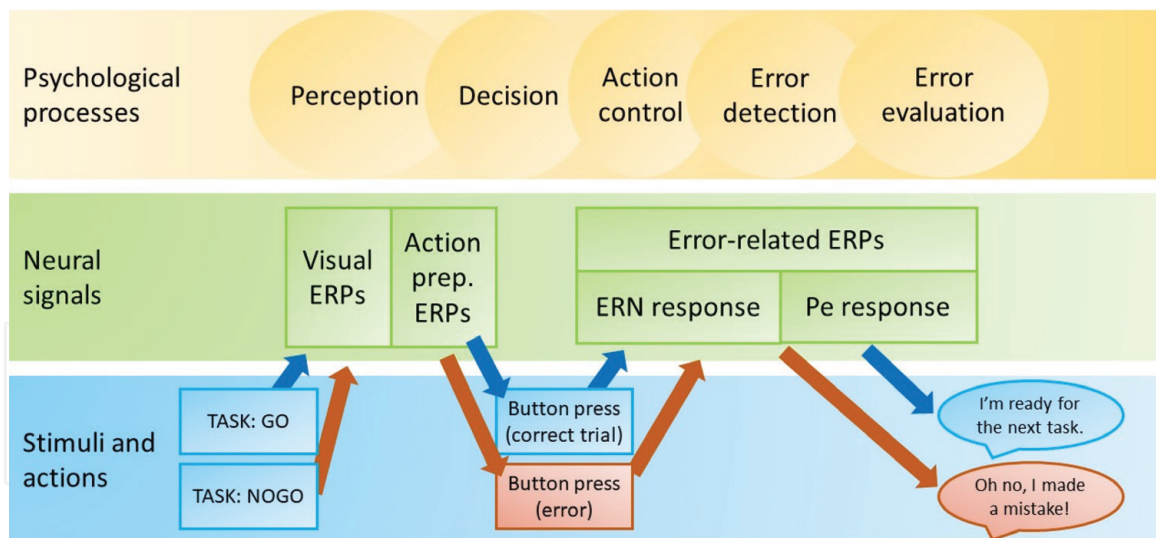 Psychological
processes
Perception
Decision
Action
control
Error
detection
Error
evaluation
Neural
signals
Visual
ERPs
Action
prep.
ERPs
Error-related ERPs
ERN response
Pe response
Stimuli and
actions
TASK: GO
TASK: NOGO
Button press
(correct trial)
Button press
(error)
I'm ready for
the next task.
Oh no, I made
a mistake!